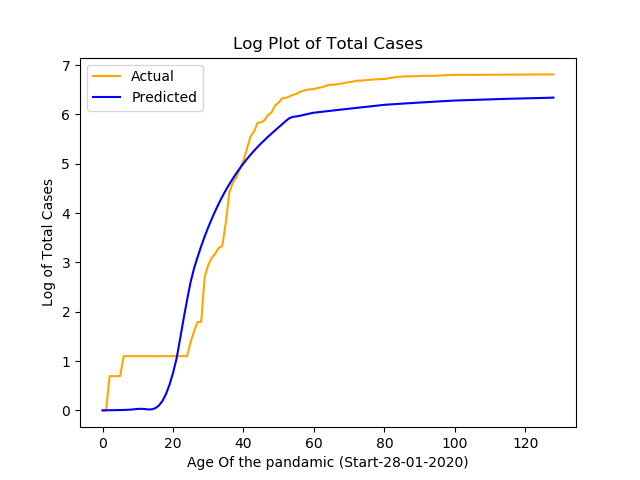 Log Plot of Total Cases
Actual
Predicted
7
6
5
4
3
2
1
0
Log of Total Cases
0 20 40 60 80 100 120
Age Of the pandamic (Start-28-01-2020)